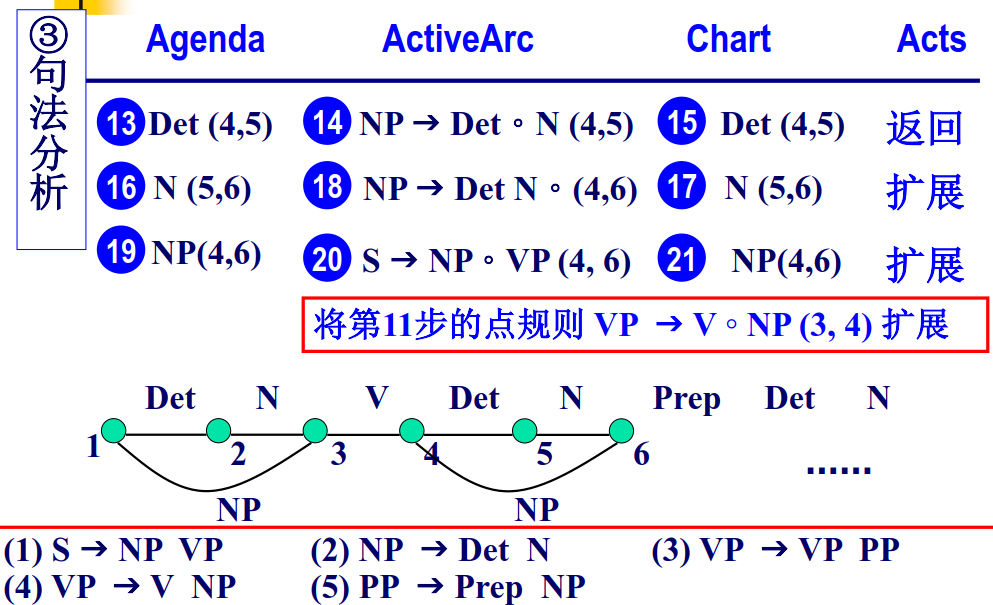 ③句法分析
Agenda ActiveArc Chart Acts
13 Det (4,5) 14 NP → Det ∘ N (4,5) 15 Det (4,5) 返回
16 N (5,6) 18 NP → Det N ∘ (4,6) 17 N (5,6) 扩展
19 NP(4,6) 20 S → NP ∘ VP (4, 6) 21 NP(4,6) 扩展
将第11步的点规则 VP → V ∘ NP (3, 4) 扩展
Det N V Det N Prep Det N
1 2 3 4 5 6 ......
NP NP
(1) S → NP VP (2) NP → Det N (3) VP → VP PP
(4) VP → V NP (5) PP → Prep NP